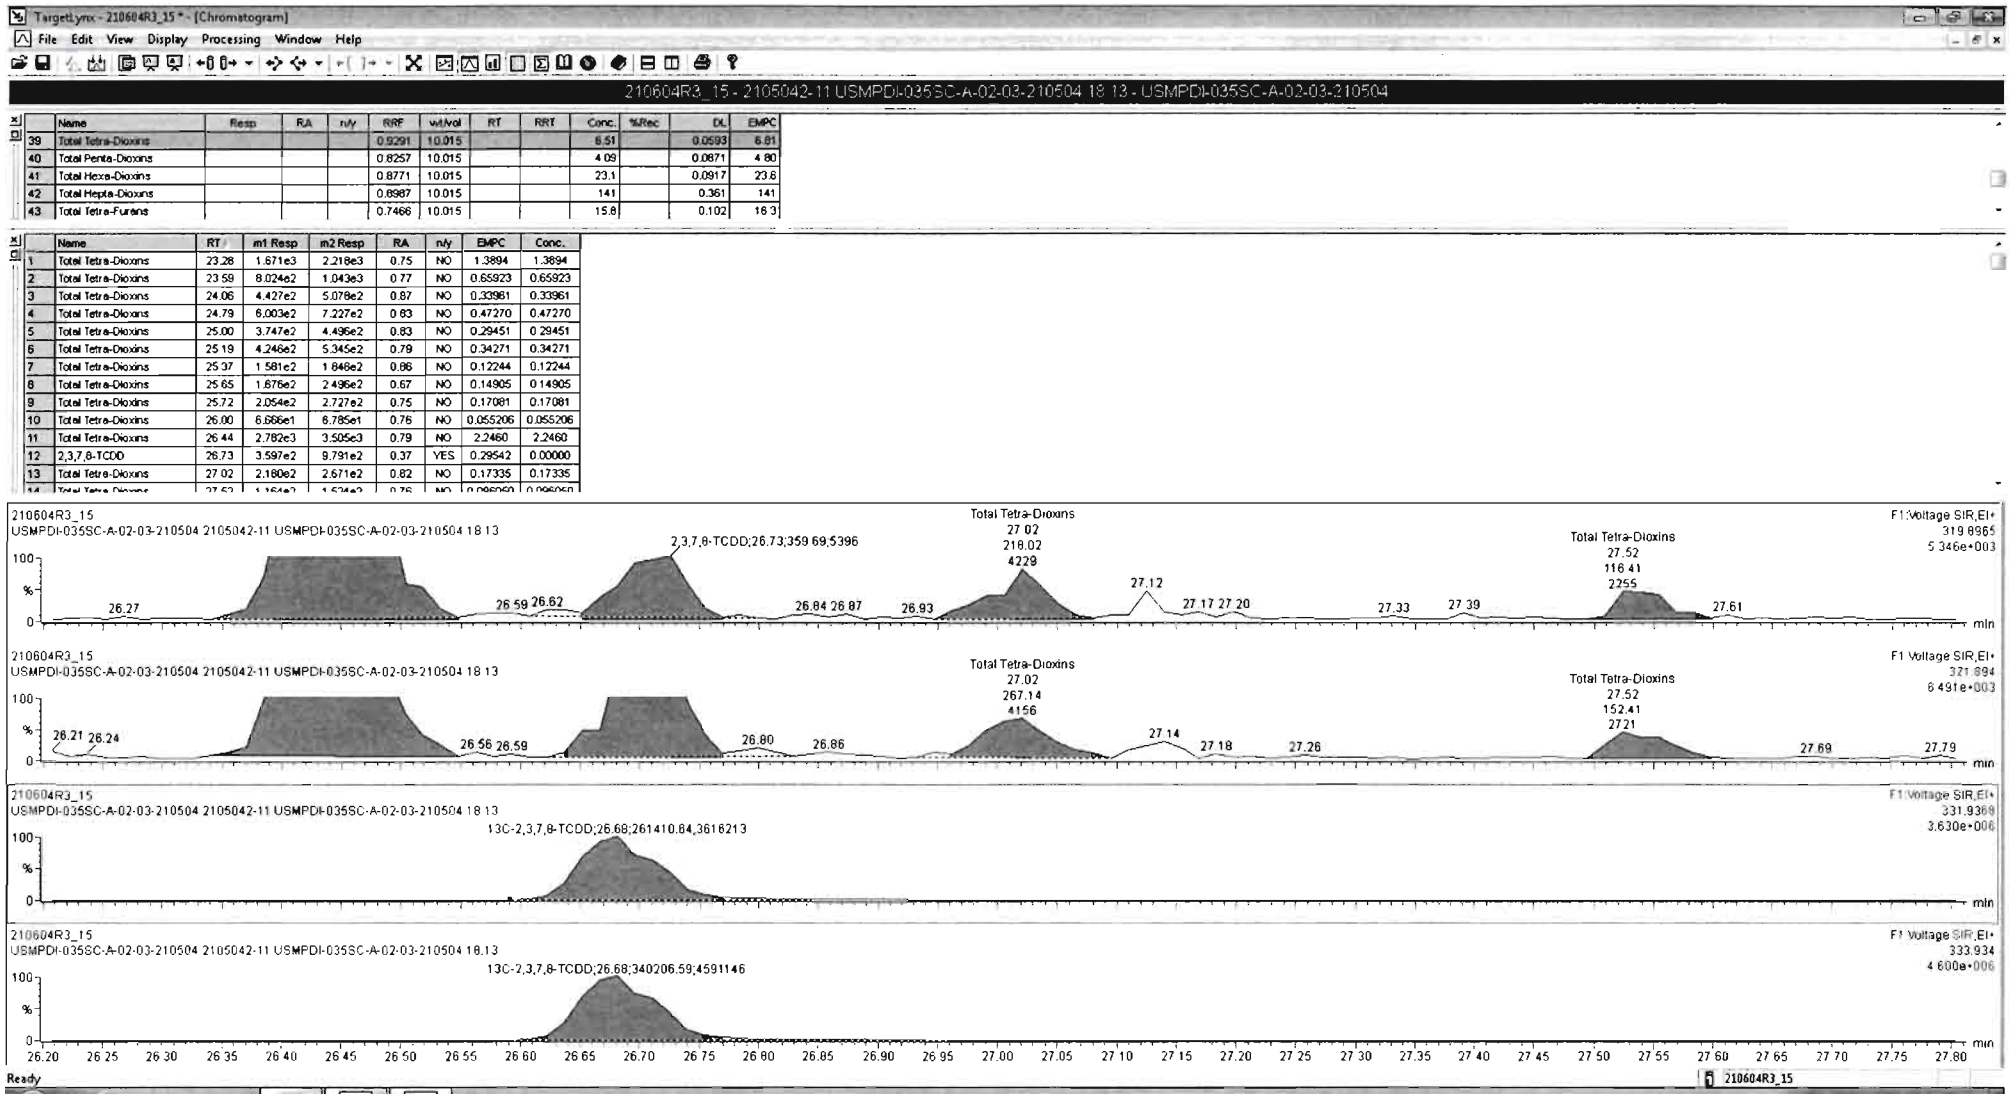 TargetLynx - 210604R3_15 * - [Chromatogram]
File Edit View Display Processing Window Help
210604R3_15 - 2105042-11 USMPDI-035SC-A-02-03-210504 18 13 - USMPDI-035SC-A-02-03-210504
Name Resp RA n/y RRF wt/vol RT RRT Conc. %Rec DL EMPC
39 Total Tetra-Dioxins 0.9291 10.015 6.51 0.0593 6.81
40 Total Penta-Dioxins 0.8257 10.015 4 09 0.0871 4 80
41 Total Hexa-Dioxins 0.8771 10.015 23.1 0.0917 23.6
42 Total Hepta-Dioxins 0.8987 10.015 141 0.361 141
43 Total Tetra-Furans 0.7466 10.015 15.8 0.102 16 3
Name RT m1 Resp m2 Resp RA n/y EMPC Conc.
1 Total Tetra-Dioxins 23.28 1.671e3 2.218e3 0.75 NO 1.3894 1.3894
2 Total Tetra-Dioxins 23 59 8.024e2 1.043e3 0 77 NO 0.65923 0.65923
3 Total Tetra-Dioxins 24.06 4.427e2 5.078e2 0.87 NO 0.33961 0.33961
4 Total Tetra-Dioxins 24.79 6.003e2 7.227e2 0 83 NO 0.47270 0.47270
5 Total Tetra-Dioxins 25.00 3.747e2 4.496e2 0.83 NO 0.29451 0 29451
6 Total Tetra-Dioxins 25 19 4.246e2 5.345e2 0.79 NO 0.34271 0.34271
7 Total Tetra-Dioxins 25 37 1 581e2 1 846e2 0.86 NO 0.12244 0.12244
8 Total Tetra-Dioxins 25 65 1.676e2 2 496e2 0.67 NO 0.14905 0 14905
9 Total Tetra-Dioxins 25.72 2.054e2 2.727e2 0.75 NO 0.17081 0.17081
10 Total Tetra-Dioxins 26.00 6.666e1 8.785e1 0.76 NO 0.055206 0.055206
11 Total Tetra-Dioxins 26 44 2.782e3 3.505e3 0.79 NO 2.2460 2.2460
12 2,3,7,8-TCDD 26.73 3.597e2 9.791e2 0.37 YES 0.29542 0.00000
13 Total Tetra-Dioxins 27 02 2.180e2 2.671e2 0.82 NO 0.17335 0.17335
14 Total Tetra-Dioxins 27 52 1 164e2 1 524e2 0.76 NO 0.096050 0.096050
210604R3_15
USMPDI-035SC-A-02-03-210504 2105042-11 USMPDI-035SC-A-02-03-210504 18 13
F1:Voltage SIR,EI+
319 8965
5 346e+003
Total Tetra-Dioxins
27 02
218.02
4229
Total Tetra-Dioxins
27.52
116 41
2255
2,3,7,8-TCDD;26.73;359 69;5396
100
%
0
26.27 26 59 26.62 26.84 26 87 26.93 27.12 27.17 27 20 27.33 27 39 27.61
min
210604R3_15
USMPDI-035SC-A-02-03-210504 2105042-11 USMPDI-035SC-A-02-03-210504 18 13
F1 Voltage SIR,EI+
321.894
6 491e+003
Total Tetra-Dioxins
27.02
267.14
4156
Total Tetra-Dioxins
27.52
152.41
2721
100
%
0
26.21 26.24 26 56 26.59 26.80 26.86 27.14 27.18 27.26 27.69 27.79
min
210604R3_15
USMPDI-035SC-A-02-03-210504 2105042-11 USMPDI-035SC-A-02-03-210504 18 13
F1:Voltage SIR,EI+
331.9368
3.630e+006
13C-2,3,7,8-TCDD;26.68;261410.84;3616213
100
%
0
min
210604R3_15
USMPDI-035SC-A-02-03-210504 2105042-11 USMPDI-035SC-A-02-03-210504 18.13
F1 Voltage SIR,EI+
333.934
4 600e+006
13C-2,3,7,8-TCDD;26.68;340206.59;4591146
100
%
0
min
26.20 26 25 26 30 26 35 26 40 26 45 26 50 26.55 26 60 26 65 26.70 26.75 26 80 26.85 26.90 26 95 27.00 27.05 27.10 27 15 27 20 27 25 27 30 27.35 27 40 27 45 27.50 27.55 27 60 27 65 27 70 27.75 27.80
Ready
210604R3_15